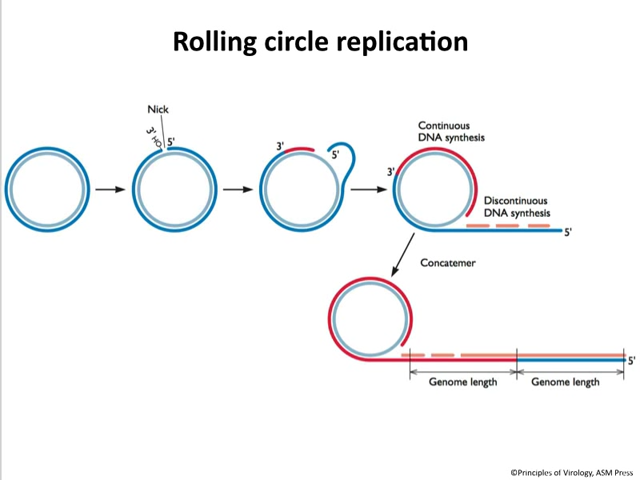 Rolling circle replication
Nick
3' HO
5'
3'
5'
Continuous
DNA synthesis
3'
Discontinuous
DNA synthesis
5'
Concatemer
5'
Genome length
Genome length
©Principles of Virology, ASM Press